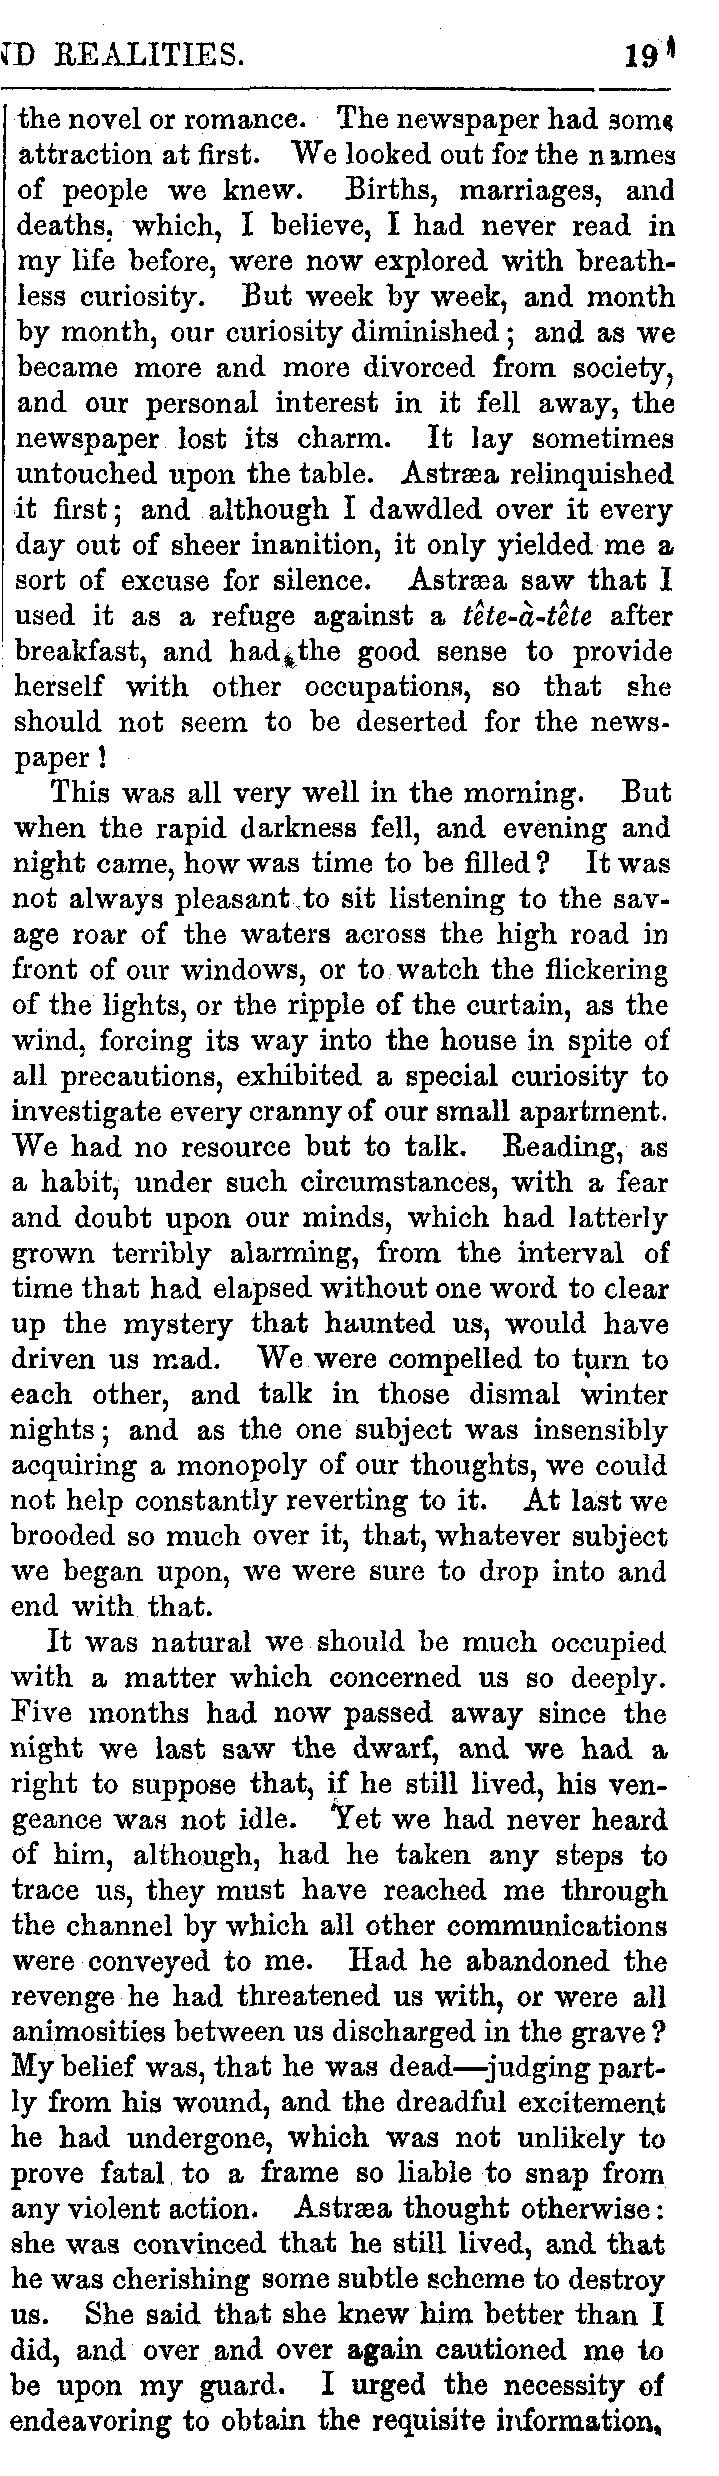 ND REALITIES. 19
the novel or romance. The newspaper had some
attraction at first. We looked out for the names
of people we knew. Births, marriages, and
deaths, which, I believe, I had never read in
my life before, were now explored with breath-
less curiosity. But week by week, and month
by month, our curiosity diminished; and as we
became more and more divorced from society,
and our personal interest in it fell away, the
newspaper lost its charm. It lay sometimes
untouched upon the table. Astræa relinquished
it first; and although I dawdled over it every
day out of sheer inanition, it only yielded me a
sort of excuse for silence. Astræa saw that I
used it as a refuge against a tête-à-tête after
breakfast, and had the good sense to provide
herself with other occupations, so that she
should not seem to be deserted for the news-
paper!
This was all very well in the morning. But
when the rapid darkness fell, and evening and
night came, how was time to be filled? It was
not always pleasant to sit listening to the sav-
age roar of the waters across the high road in
front of our windows, or to watch the flickering
of the lights, or the ripple of the curtain, as the
wind, forcing its way into the house in spite of
all precautions, exhibited a special curiosity to
investigate every cranny of our small apartment.
We had no resource but to talk. Reading, as
a habit, under such circumstances, with a fear
and doubt upon our minds, which had latterly
grown terribly alarming, from the interval of
time that had elapsed without one word to clear
up the mystery that haunted us, would have
driven us mad. We were compelled to turn to
each other, and talk in those dismal winter
nights; and as the one subject was insensibly
acquiring a monopoly of our thoughts, we could
not help constantly reverting to it. At last we
brooded so much over it, that, whatever subject
we began upon, we were sure to drop into and
end with that.
It was natural we should be much occupied
with a matter which concerned us so deeply.
Five months had now passed away since the
night we last saw the dwarf, and we had a
right to suppose that, if he still lived, his ven-
geance was not idle. Yet we had never heard
of him, although, had he taken any steps to
trace us, they must have reached me through
the channel by which all other communications
were conveyed to me. Had he abandoned the
revenge he had threatened us with, or were all
animosities between us discharged in the grave?
My belief was, that he was dead—judging part-
ly from his wound, and the dreadful excitement
he had undergone, which was not unlikely to
prove fatal to a frame so liable to snap from
any violent action. Astræa thought otherwise:
she was convinced that he still lived, and that
he was cherishing some subtle scheme to destroy
us. She said that she knew him better than I
did, and over and over again cautioned me to
be upon my guard. I urged the necessity of
endeavoring to obtain the requisite information,